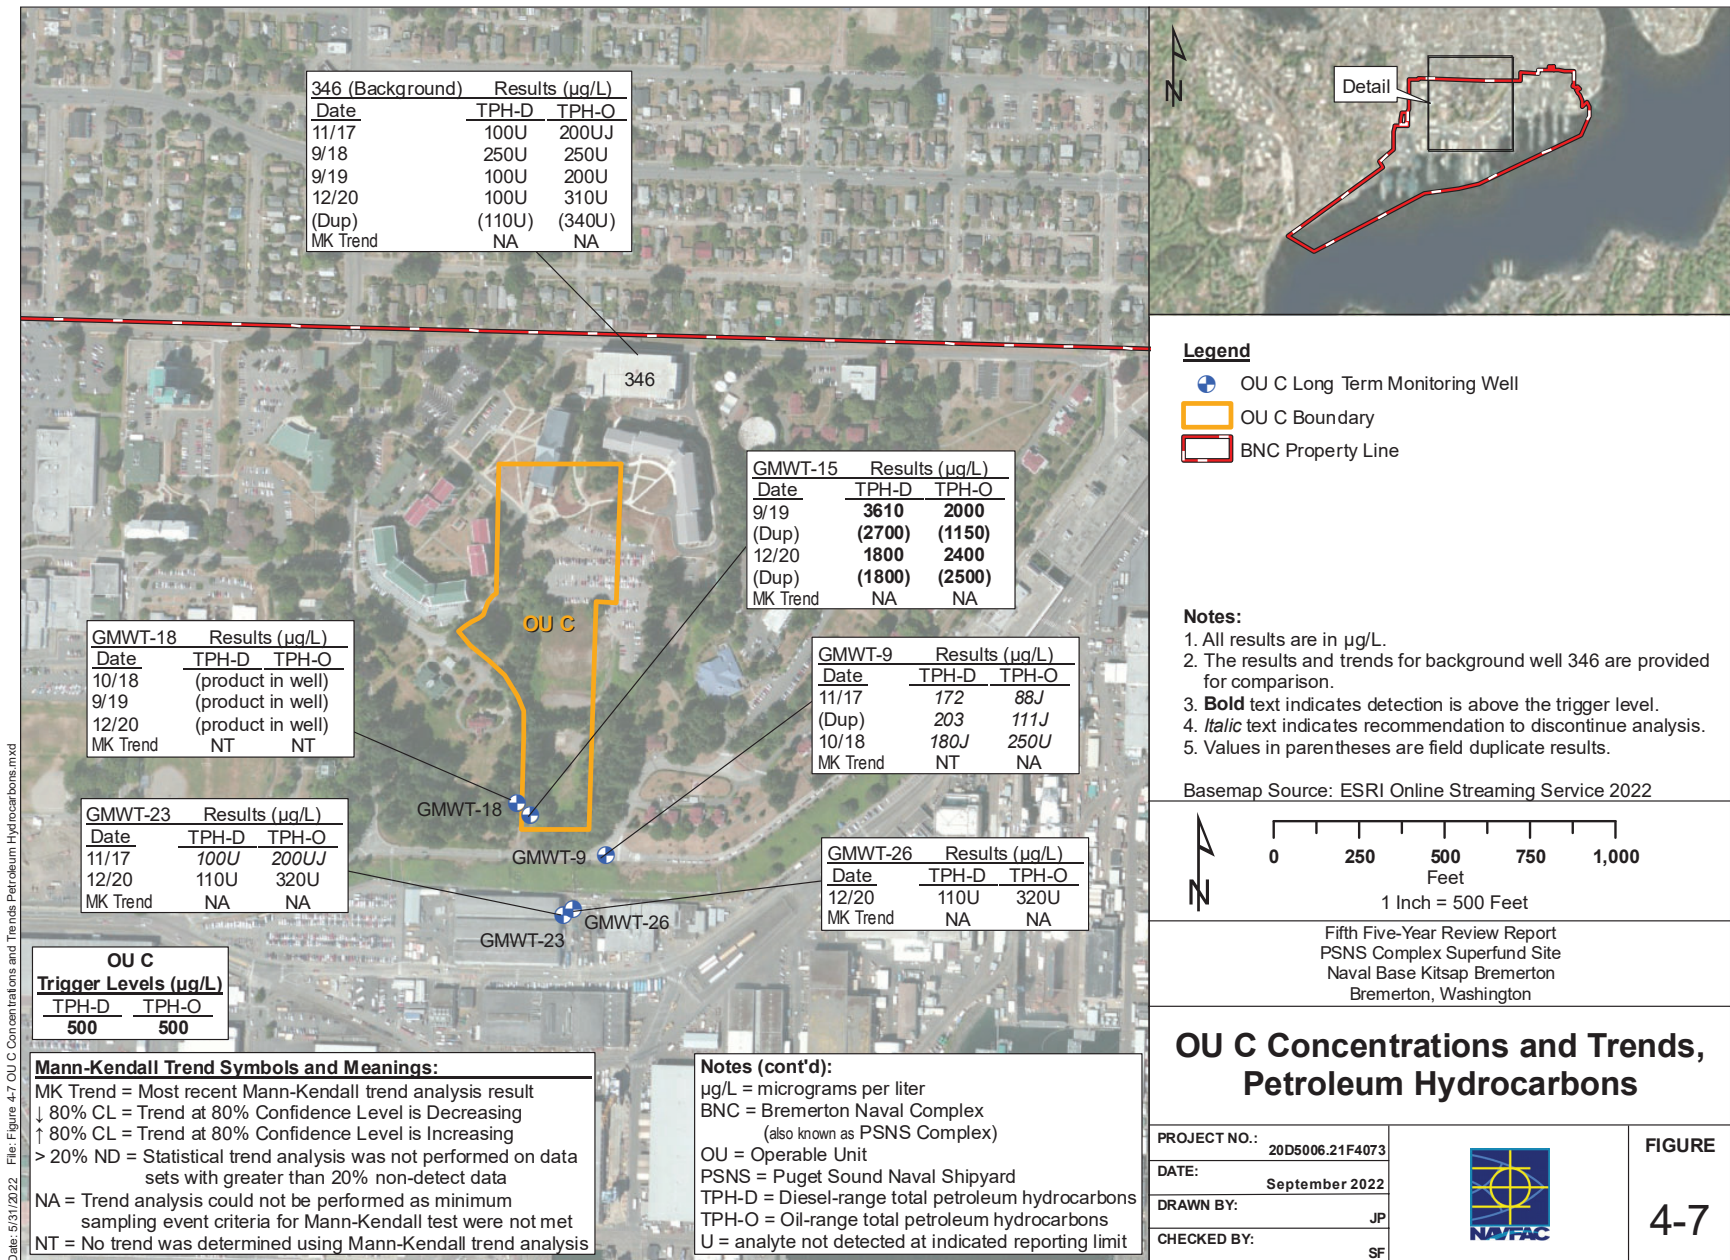 346 (Background) Results (µg/L)
Date TPH-D TPH-O
11/17 100U 200UJ
9/18 250U 250U
9/19 100U 200U
12/20 100U 310U
(Dup) (110U) (340U)
MK Trend NA NA
346
GMWT-15 Results (µg/L)
Date TPH-D TPH-O
9/19 3610 2000
(Dup) (2700) (1150)
12/20 1800 2400
(Dup) (1800) (2500)
MK Trend NA NA
OU C
GMWT-18 Results (µg/L)
Date TPH-D TPH-O
10/18 (product in well)
9/19 (product in well)
12/20 (product in well)
MK Trend NT NT
GMWT-9 Results (µg/L)
Date TPH-D TPH-O
11/17 172 88J
(Dup) 203 111J
10/18 180J 250U
MK Trend NT NA
GMWT-18
GMWT-9
GMWT-23 Results (µg/L)
Date TPH-D TPH-O
11/17 100U 200UJ
12/20 110U 320U
MK Trend NA NA
GMWT-26 Results (µg/L)
Date TPH-D TPH-O
12/20 110U 320U
MK Trend NA NA
GMWT-26
GMWT-23
OU C
Trigger Levels (µg/L)
TPH-D TPH-O
500 500
Mann-Kendall Trend Symbols and Meanings:
MK Trend = Most recent Mann-Kendall trend analysis result
↓ 80% CL = Trend at 80% Confidence Level is Decreasing
↑ 80% CL = Trend at 80% Confidence Level is Increasing
> 20% ND = Statistical trend analysis was not performed on data
sets with greater than 20% non-detect data
NA = Trend analysis could not be performed as minimum
sampling event criteria for Mann-Kendall test were not met
NT = No trend was determined using Mann-Kendall trend analysis
Notes (cont'd):
µg/L = micrograms per liter
BNC = Bremerton Naval Complex
(also known as PSNS Complex)
OU = Operable Unit
PSNS = Puget Sound Naval Shipyard
TPH-D = Diesel-range total petroleum hydrocarbons
TPH-O = Oil-range total petroleum hydrocarbons
U = analyte not detected at indicated reporting limit
Date: 5/31/2022 File: Figure 4-7 OU C Concentrations and Trends Petroleum Hydrocarbons.mxd
N
Detail
Legend
OU C Long Term Monitoring Well
OU C Boundary
BNC Property Line
Notes:
1. All results are in µg/L.
2. The results and trends for background well 346 are provided
for comparison.
3. Bold text indicates detection is above the trigger level.
4. Italic text indicates recommendation to discontinue analysis.
5. Values in parentheses are field duplicate results.
Basemap Source: ESRI Online Streaming Service 2022
N
0 250 500 750 1,000
Feet
1 Inch = 500 Feet
Fifth Five-Year Review Report
PSNS Complex Superfund Site
Naval Base Kitsap Bremerton
Bremerton, Washington
OU C Concentrations and Trends,
Petroleum Hydrocarbons
PROJECT NO.:
20D5006.21F4073
DATE:
September 2022
DRAWN BY:
JP
CHECKED BY:
SF
NAVFAC
FIGURE
4-7